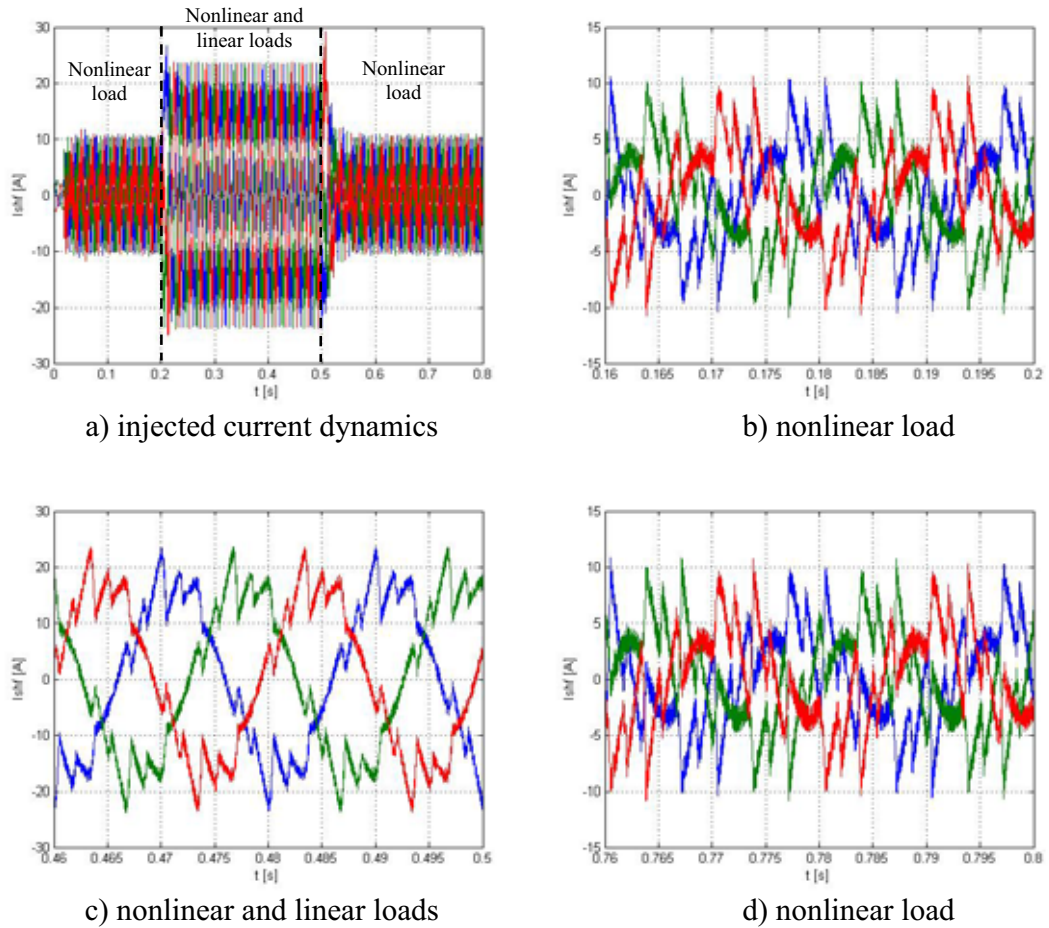 Nonlinear and
linear loads
Nonlinear
load
Nonlinear
load
30
20
10
0
-10
-20
-30
Ishf [A]
0 0.1 0.2 0.3 0.4 0.5 0.6 0.7 0.8
t [s]
a) injected current dynamics
15
10
5
0
-5
-10
-15
Ishf [A]
0.16 0.165 0.17 0.175 0.18 0.185 0.19 0.195 0.2
t [s]
b) nonlinear load
30
20
10
0
-10
-20
-30
Ishf [A]
0.46 0.465 0.47 0.475 0.48 0.485 0.49 0.495 0.5
t [s]
c) nonlinear and linear loads
15
10
5
0
-5
-10
-15
Ishf [A]
0.76 0.765 0.77 0.775 0.78 0.785 0.79 0.795 0.8
t [s]
d) nonlinear load